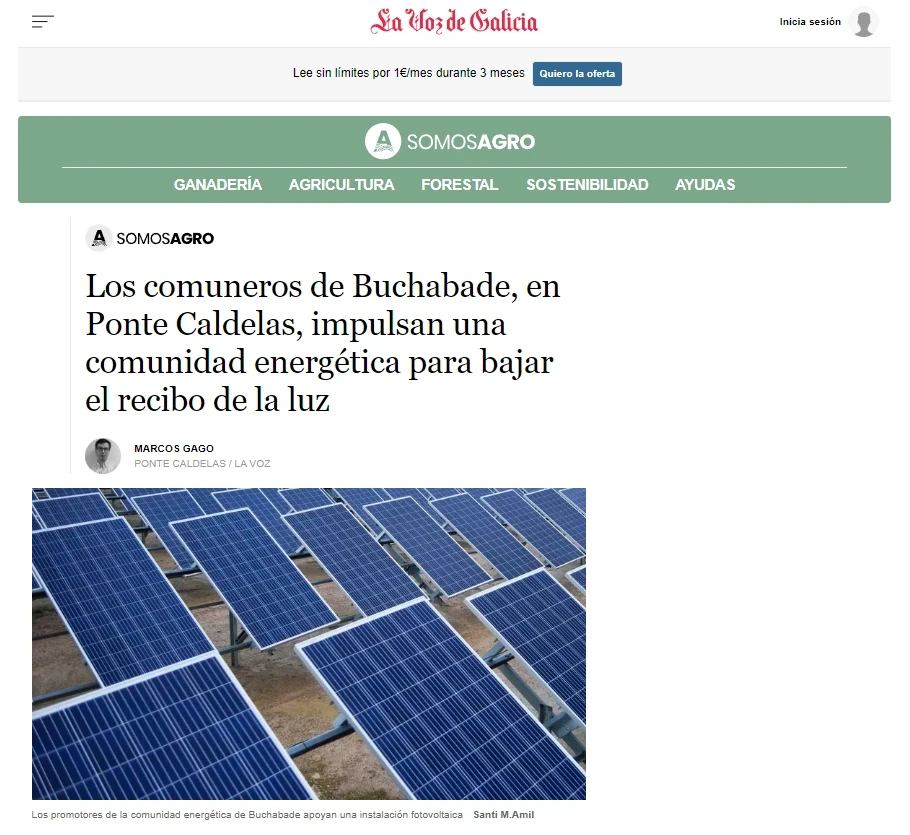 La Voz de Galicia
Inicia sesión
Lee sin límites por 1€/mes durante 3 meses Quiero la oferta
A SOMOSAGRO
GANADERÍA AGRICULTURA FORESTAL SOSTENIBILIDAD AYUDAS
A SOMOSAGRO
Los comuneros de Buchabade, en
Ponte Caldelas, impulsan una
comunidad energética para bajar
el recibo de la luz
MARCOS GAGO
PONTE CALDELAS / LA VOZ
Los promotores de la comunidad energética de Buchabade apoyan una instalación fotovoltaica Santi M.Amil